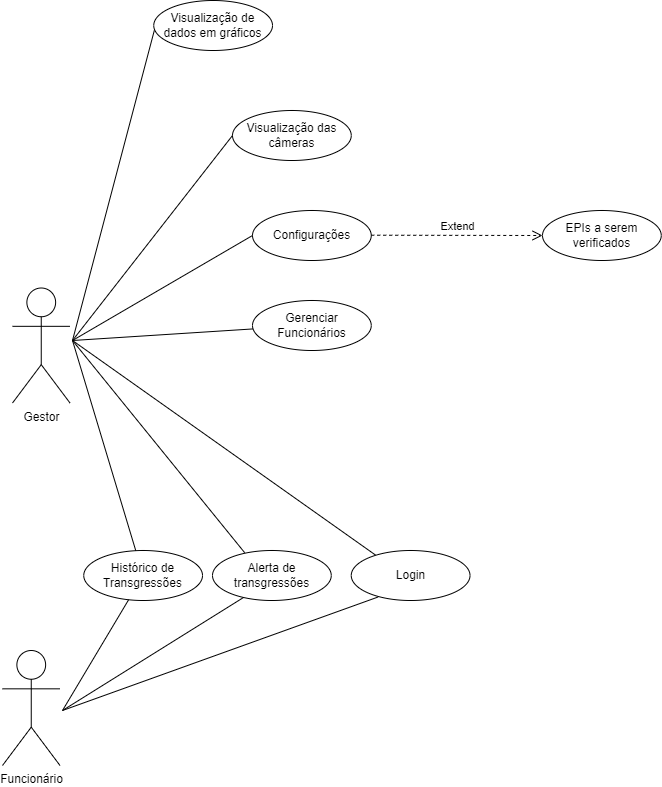 Visualização de
dados em gráficos
Visualização das
câmeras
Configurações
Extend
EPIs a serem
verificados
Gerenciar
Funcionários
Gestor
Histórico de
Transgressões
Alerta de
transgressões
Login
Funcionário